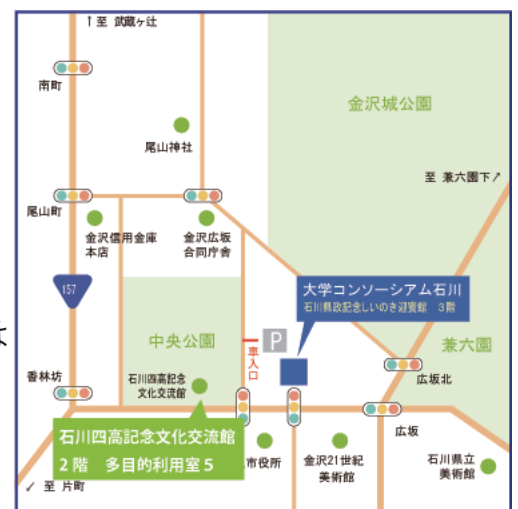 ↑至 武蔵ヶ辻
南町
金沢城公園
尾山神社
至 兼六園下↗
尾山町
金沢信用金庫
本店
金沢広坂
合同庁舎
157
大学コンソーシアム石川
石川県政記念しいのき迎賓館 3階
よ
中央公園
P
車入口
兼六園
香林坊
石川四高記念
文化交流館
広坂北
石川四高記念文化交流館
2階 多目的利用室5
市役所
金沢21世紀
美術館
広坂
石川県立
美術館
↙ 至 片町